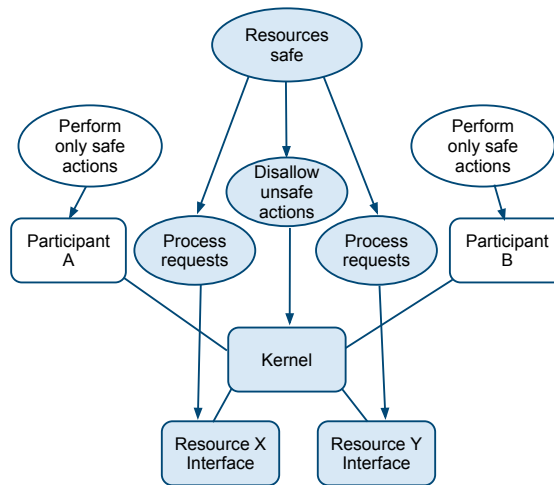 Resources
safe
Perform
only safe
actions
Perform
only safe
actions
Disallow
unsafe
actions
Participant
A
Process
requests
Process
requests
Participant
B
Kernel
Resource X
Interface
Resource Y
Interface